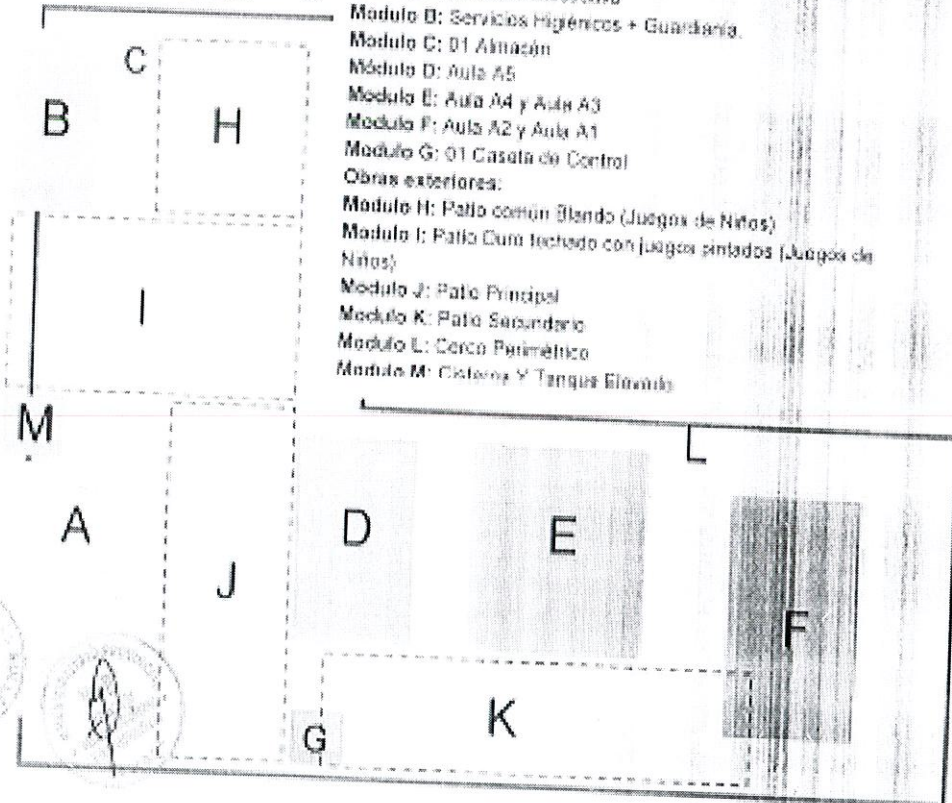 Modulo B: Servicios Higiénicos + Guardianía.
Modulo C: 01 Almacén
Módulo D: Aula A5
Modulo E: Aula A4 y Aula A3
Modulo F: Aula A2 y Aula A1
Modulo G: 01 Caseta de Control
Obras exteriores:
Modulo H: Patio común Blando (Juegos de Niños)
Modulo I: Patio Duro techado con juegos pintados (Juegos de
Niños)
Modulo J: Patio Principal
Modulo K: Patio Secundario
Modulo L: Cerco Perimétrico
Modulo M: Cisterna Y Tanque Elevado
C
B
H
I
M
L
A
D
E
J
F
K
G